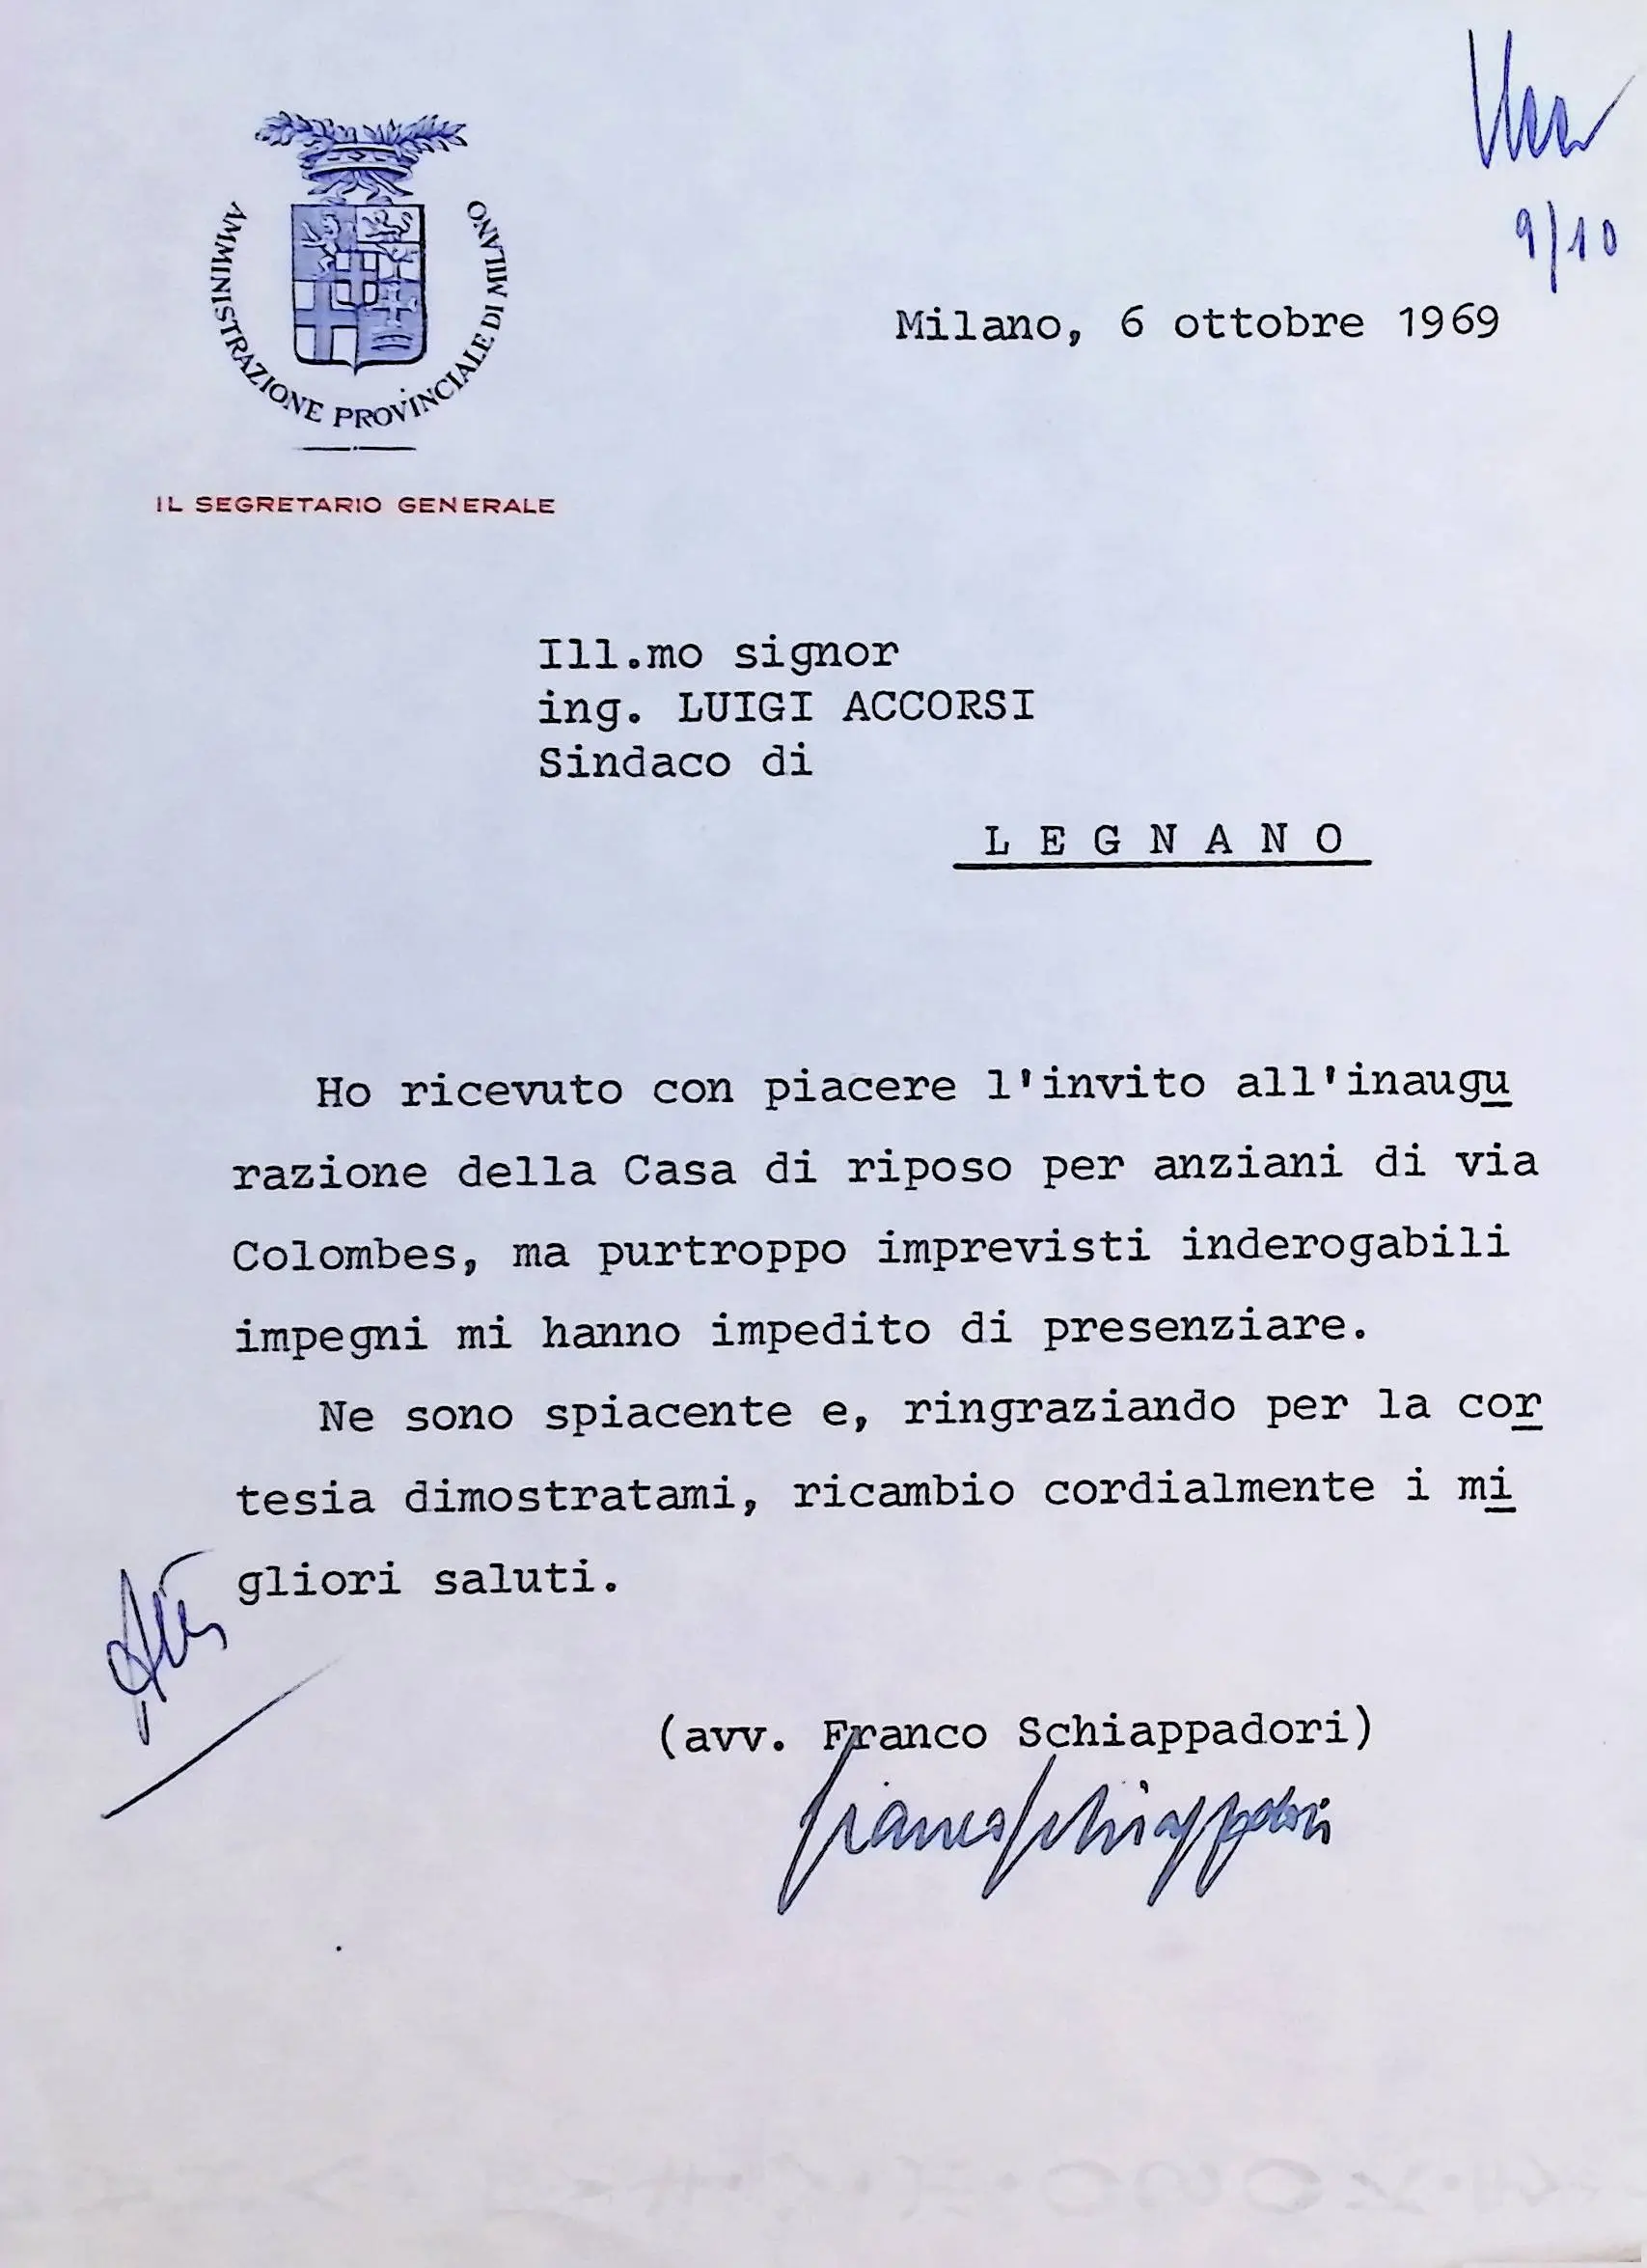 9/10
AMMINISTRAZIONE PROVINCIALE DI MILANO
Milano, 6 ottobre 1969
IL SEGRETARIO GENERALE
Ill.mo signor
ing. LUIGI ACCORSI
Sindaco di
L E G N A N O
Ho ricevuto con piacere l'invito all'inaugu
razione della Casa di riposo per anziani di via
Colombes, ma purtroppo imprevisti inderogabili
impegni mi hanno impedito di presenziare.
Ne sono spiacente e, ringraziando per la cor
tesia dimostratami, ricambio cordialmente i mi
gliori saluti.
(avv. Franco Schiappadori)
Franco Schiappadori